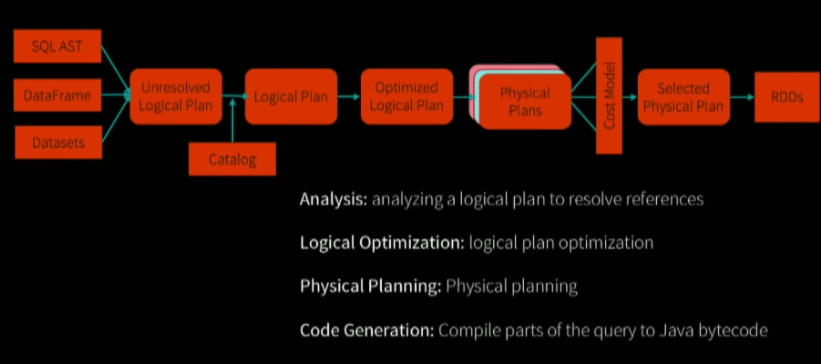 SQL AST
DataFrame
Datasets
Unresolved
Logical Plan
Catalog
Logical Plan
Optimized
Logical Plan
Physical
Plans
Cost Model
Selected
Physical Plan
RDDs
Analysis: analyzing a logical plan to resolve references
Logical Optimization: logical plan optimization
Physical Planning: Physical planning
Code Generation: Compile parts of the query to Java bytecode